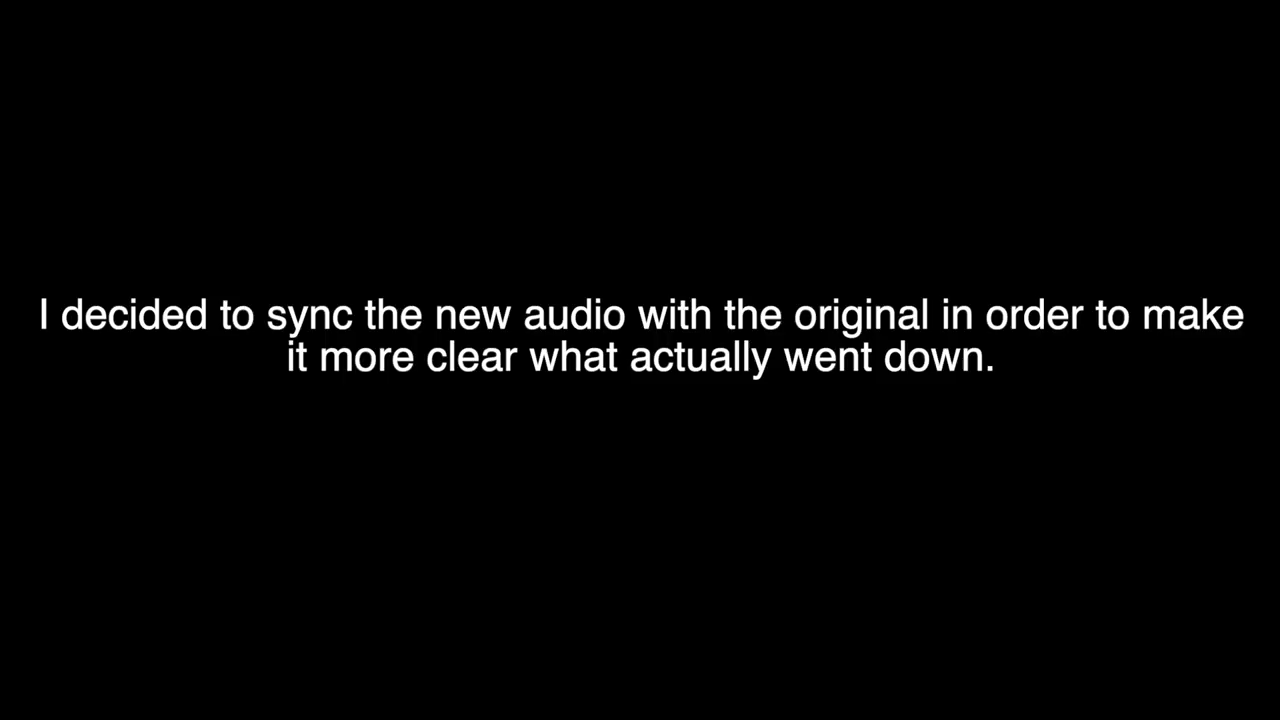 I decided to sync the new audio with the original in order to make
it more clear what actually went down.